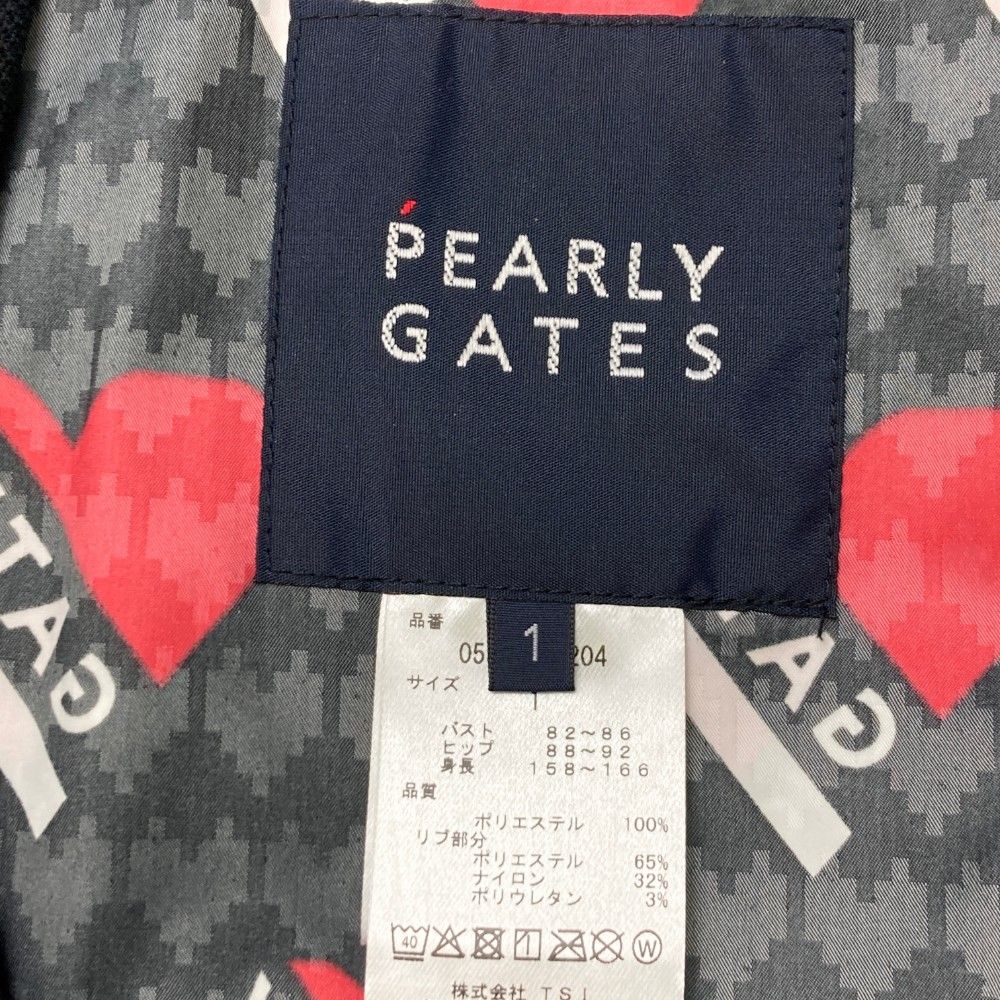 PEARLY
GATES
1
品番
05 204
サイズ
バスト 82~86
ヒップ 88~92
身長 158~166
品質
ポリエステル 100%
リブ部分
ポリエステル 65%
ナイロン 32%
ポリウレタン 3%
40
W
株式会社 TSI
TAG
GAT